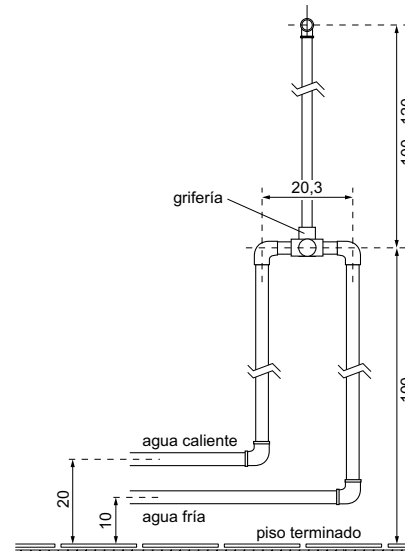 20,3
grifería
agua caliente
20
10
agua fría
piso terminado